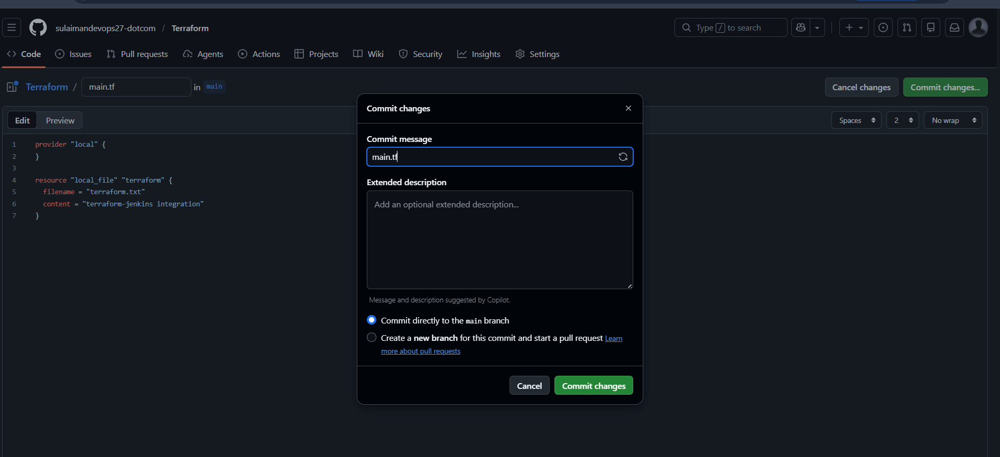 sulaimandevops27-dotcom / Terraform
Type / to search
Code Issues Pull requests Agents Actions Projects Wiki Security Insights Settings
Terraform / main.tf in main
Cancel changes Commit changes...
Edit Preview
Spaces 2 No wrap
1 provider "local" {
2 }
3
4 resource "local_file" "terraform" {
5 filename = "terraform.txt"
6 content = "terraform-jenkins integration"
7 }
Commit changes
Commit message
main.tf
Extended description
Add an optional extended description...
Message and description suggested by Copilot.
Commit directly to the main branch
Create a new branch for this commit and start a pull request Learn
more about pull requests
Cancel Commit changes